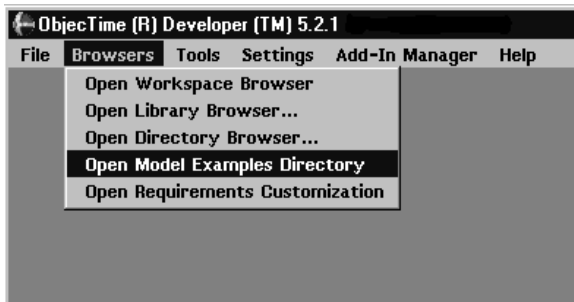 ObjecTime (R) Developer (TM) 5.2.1
File Browsers Tools Settings Add-In Manager Help
Open Workspace Browser
Open Library Browser...
Open Directory Browser...
Open Model Examples Directory
Open Requirements Customization